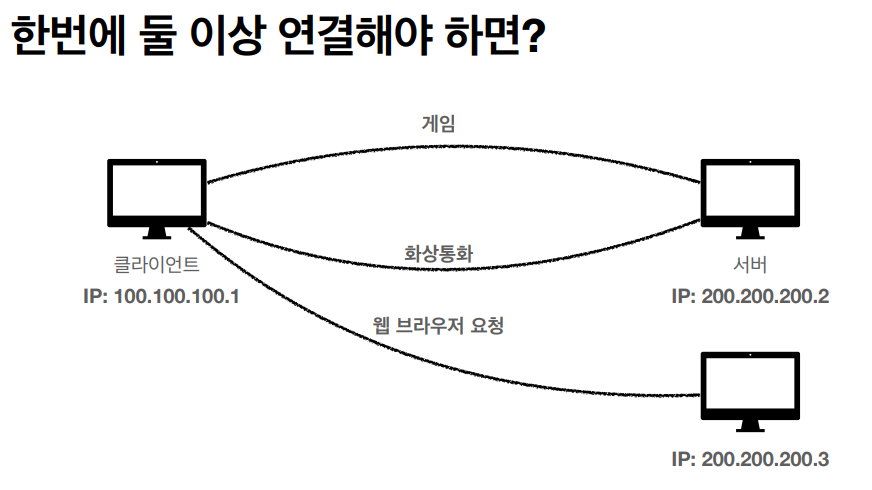 한번에 둘 이상 연결해야 하면?
게임
화상통화
클라이언트
서버
IP: 100.100.100.1
IP: 200.200.200.2
웹 브라우저 요청
IP: 200.200.200.3